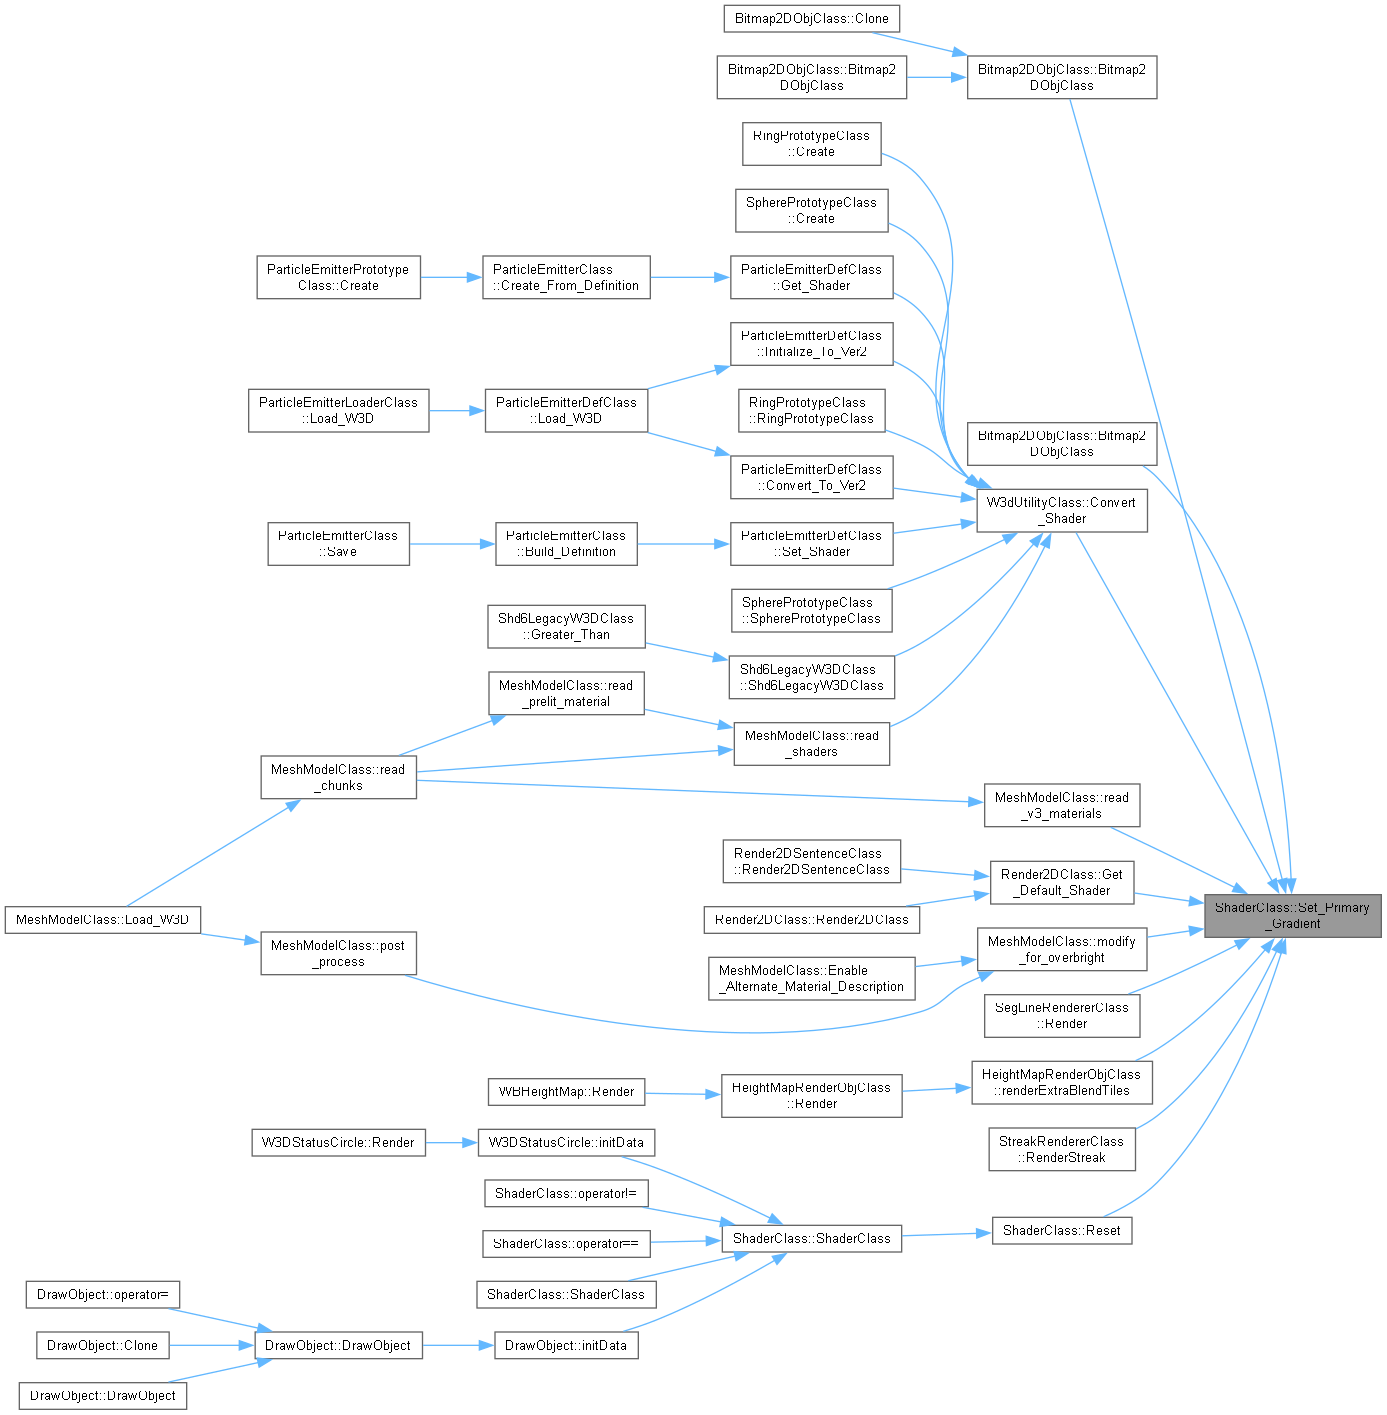 Bitmap2DObjClass::Clone
Bitmap2DObjClass::Bitmap2
DObjClass
Bitmap2DObjClass::Bitmap2
DObjClass
RingPrototypeClass
::Create
SpherePrototypeClass
::Create
ParticleEmitterPrototype
Class::Create
ParticleEmitterClass
::Create_From_Definition
ParticleEmitterDefClass
::Get_Shader
ParticleEmitterDefClass
::Initialize_To_Ver2
ParticleEmitterLoaderClass
::Load_W3D
ParticleEmitterDefClass
::Load_W3D
RingPrototypeClass
::RingPrototypeClass
Bitmap2DObjClass::Bitmap2
DObjClass
ParticleEmitterDefClass
::Convert_To_Ver2
W3dUtilityClass::Convert
_Shader
ParticleEmitterClass
::Save
ParticleEmitterClass
::Build_Definition
ParticleEmitterDefClass
::Set_Shader
SpherePrototypeClass
::SpherePrototypeClass
Shd6LegacyW3DClass
::Greater_Than
Shd6LegacyW3DClass
::Shd6LegacyW3DClass
MeshModelClass::read
_prelit_material
MeshModelClass::read
_shaders
MeshModelClass::read
_chunks
MeshModelClass::read
_v3_materials
Render2DSentenceClass
::Render2DSentenceClass
Render2DClass::Get
_Default_Shader
MeshModelClass::Load_W3D
Render2DClass::Render2DClass
ShaderClass::Set_Primary
_Gradient
MeshModelClass::post
_process
MeshModelClass::modify
_for_overbright
MeshModelClass::Enable
_Alternate_Material_Description
SegLineRendererClass
::Render
HeightMapRenderObjClass
::renderExtraBlendTiles
WBHeightMap::Render
HeightMapRenderObjClass
::Render
W3DStatusCircle::Render
W3DStatusCircle::initData
StreakRendererClass
::RenderStreak
ShaderClass::operator!=
ShaderClass::operator==
ShaderClass::ShaderClass
ShaderClass::Reset
ShaderClass::ShaderClass
DrawObject::operator=
DrawObject::Clone
DrawObject::DrawObject
DrawObject::initData
DrawObject::DrawObject